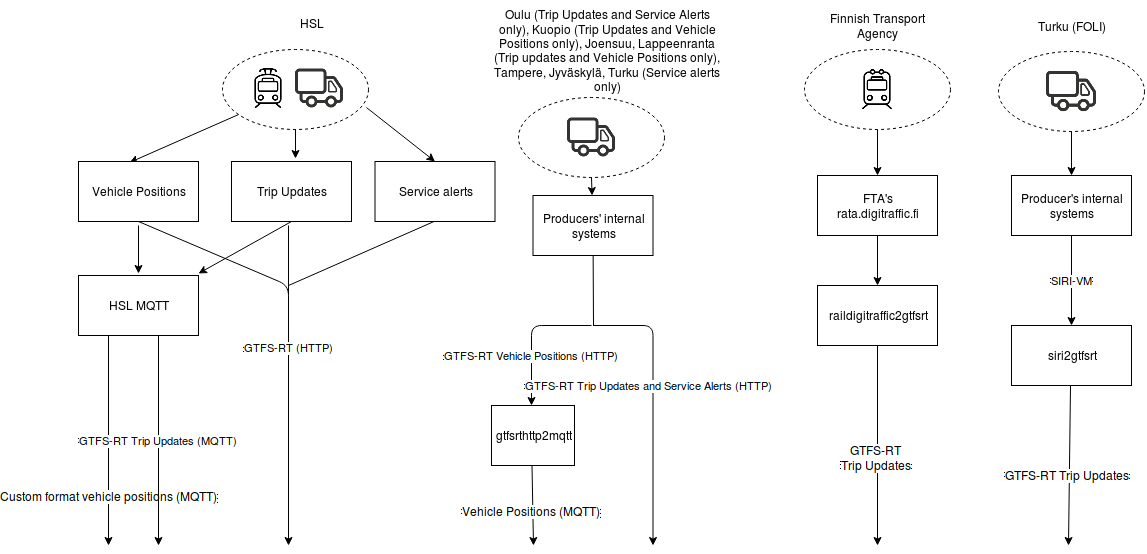 HSL
Oulu (Trip Updates and Service Alerts
only), Kuopio (Trip Updates and Vehicle
Positions only), Joensuu, Lappeenranta
(Trip updates and Vehicle Positions only),
Tampere, Jyväskylä, Turku (Service alerts
only)
Finnish Transport
Agency
Turku (FOLI)
Vehicle Positions
Trip Updates
Service alerts
Producers' internal
systems
FTA's
rata.digitraffic.fi
Producer's internal
systems
HSL MQTT
SIRI-VM
raildigitraffic2gtfsrt
siri2gtfsrt
GTFS-RT (HTTP)
GTFS-RT Vehicle Positions (HTTP)
GTFS-RT Trip Updates and Service Alerts (HTTP)
gtfsrthttp2mqtt
GTFS-RT Trip Updates (MQTT)
GTFS-RT
Trip Updates
GTFS-RT Trip Updates
Custom format vehicle positions (MQTT)
Vehicle Positions (MQTT)